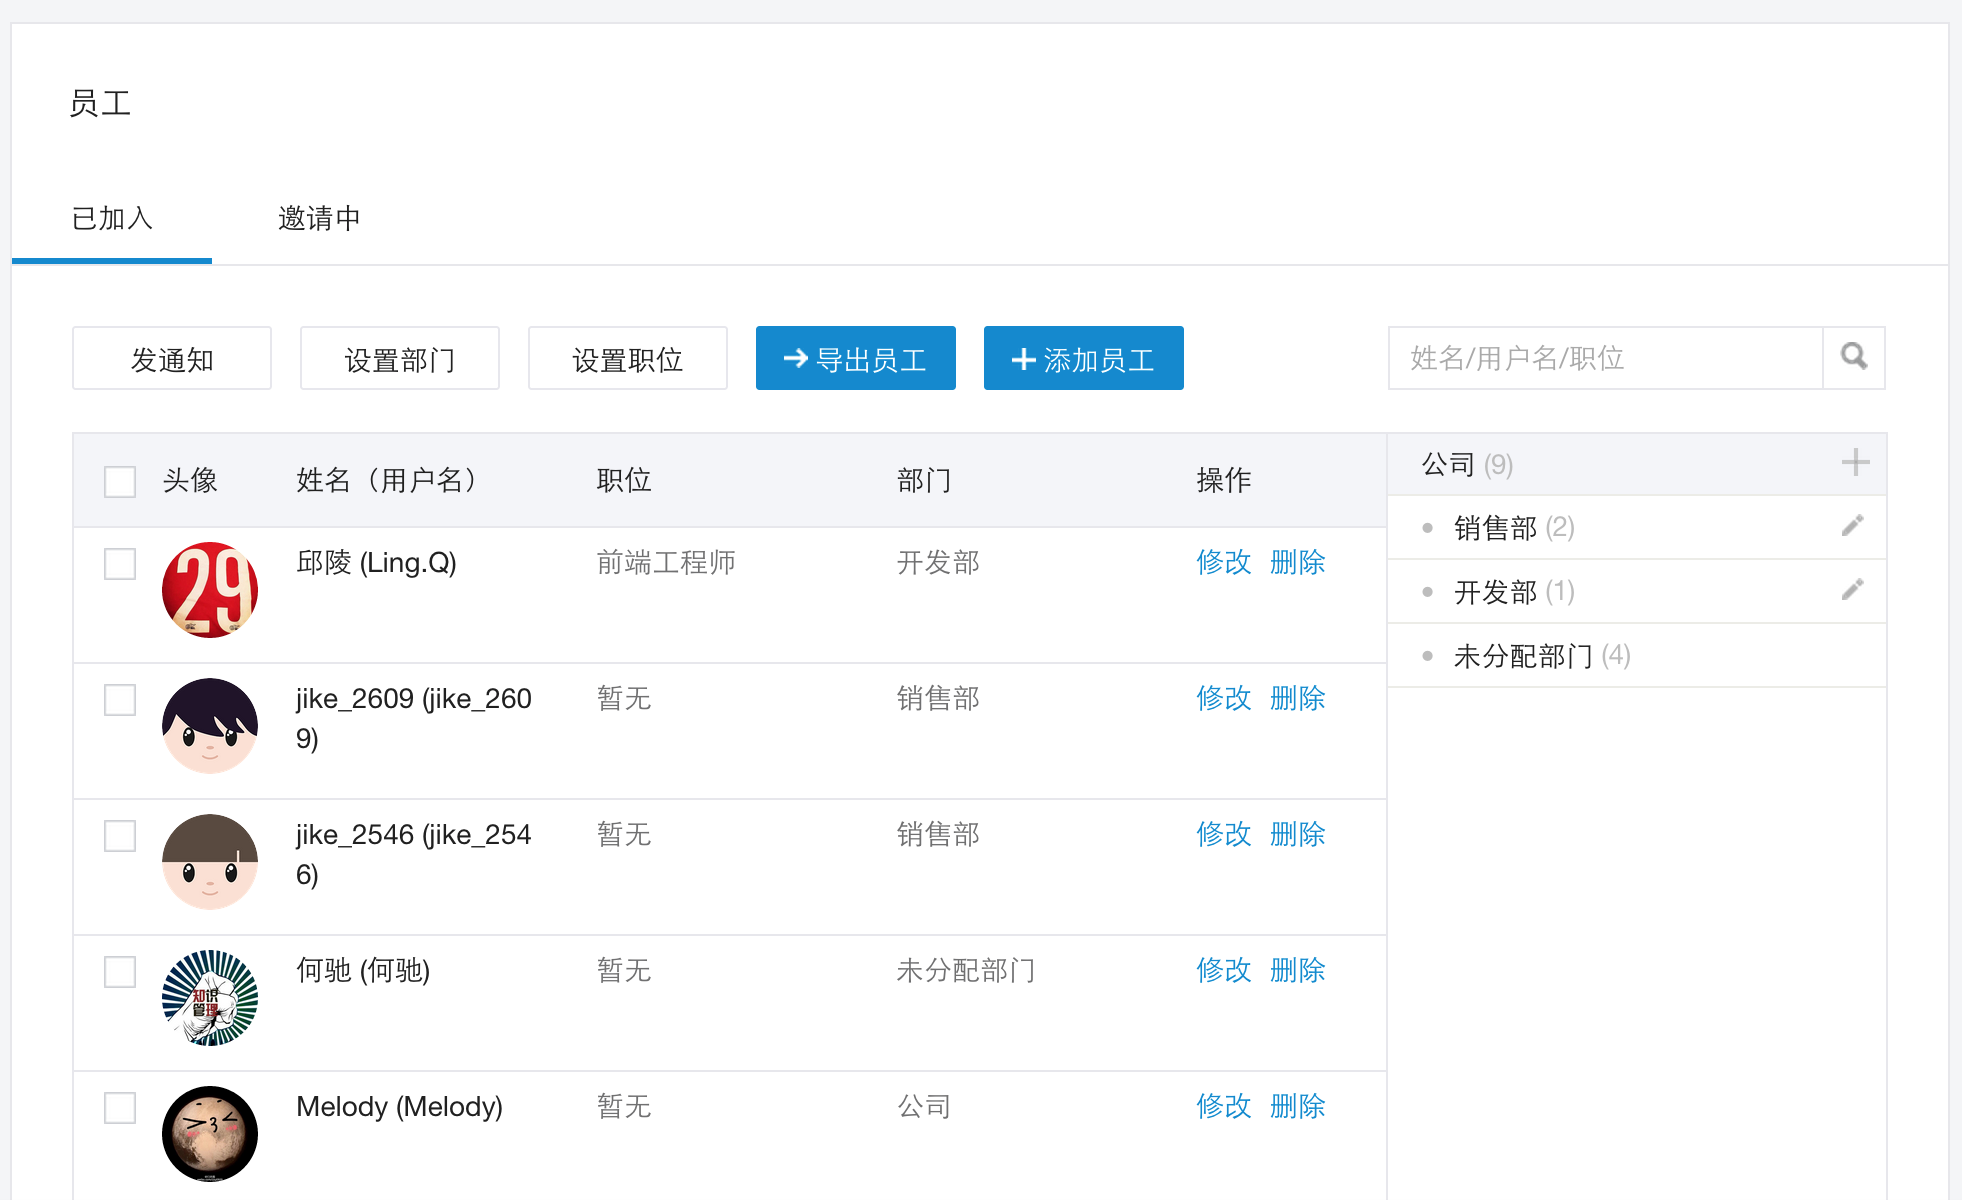 员工
已加入 邀请中
发通知 设置部门 设置职位 导出员工 添加员工 姓名/用户名/职位
头像 姓名（用户名） 职位 部门 操作 公司 (9)
销售部 (2)
开发部 (1)
未分配部门 (4)
29 邱陵 (Ling.Q) 前端工程师 开发部 修改 删除
jike_2609 (jike_260
9) 暂无 销售部 修改 删除
jike_2546 (jike_254
6) 暂无 销售部 修改 删除
知识
管理
何驰 (何驰) 暂无 未分配部门 修改 删除
Melody (Melody) 暂无 公司 修改 删除